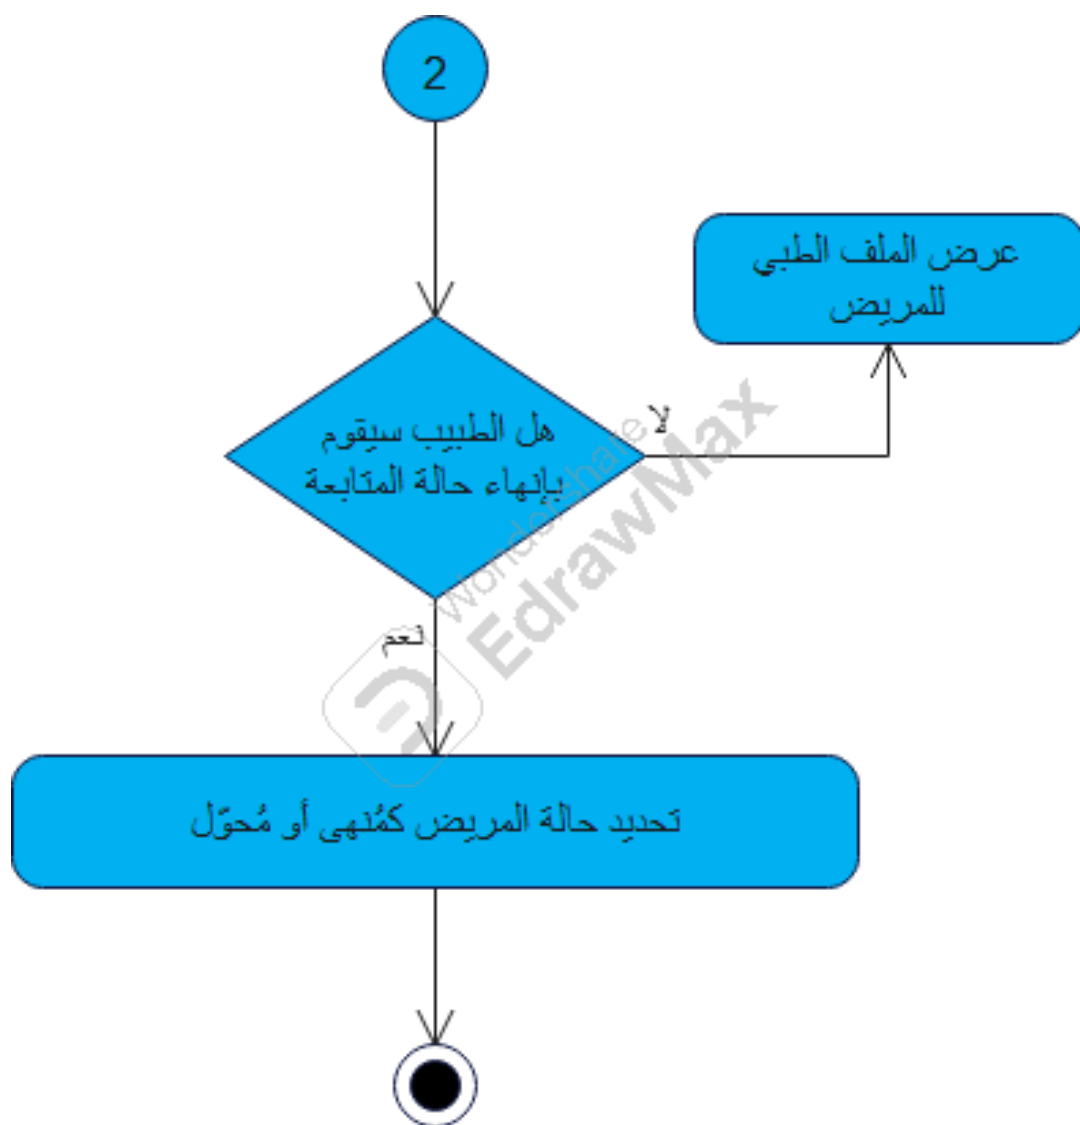 2
عرض الملف الطبي
للمريض
هل الطبيب سيقوم
بإنهاء حالة المتابعة
لا
نعم
تحديد حالة المريض كمُنهى أو مُحوّل
Wondershare
EdrawMax